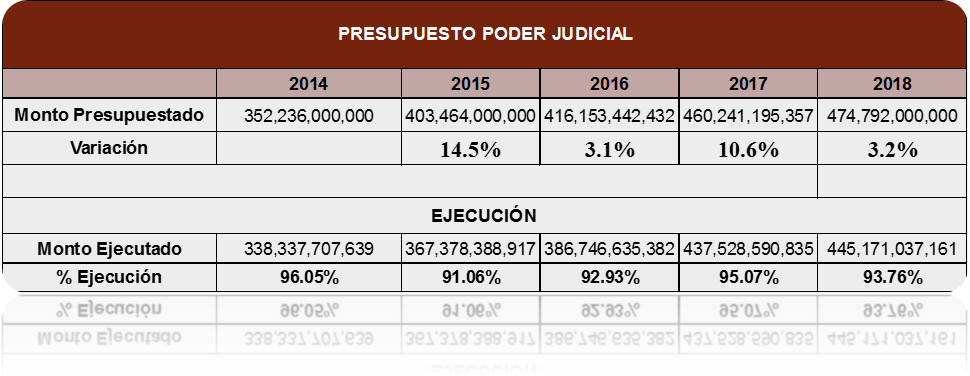 PRESUPUESTO PODER JUDICIAL
2014 2015 2016 2017 2018
Monto Presupuestado 352,236,000,000 403,464,000,000 416,153,442,432 460,241,195,357 474,792,000,000
Variación 14.5% 3.1% 10.6% 3.2%
EJECUCIÓN
Monto Ejecutado 338,337,707,639 367,378,388,917 386,746,635,382 437,528,590,835 445,171,037,161
% Ejecución 96.05% 91.06% 92.93% 95.07% 93.76%